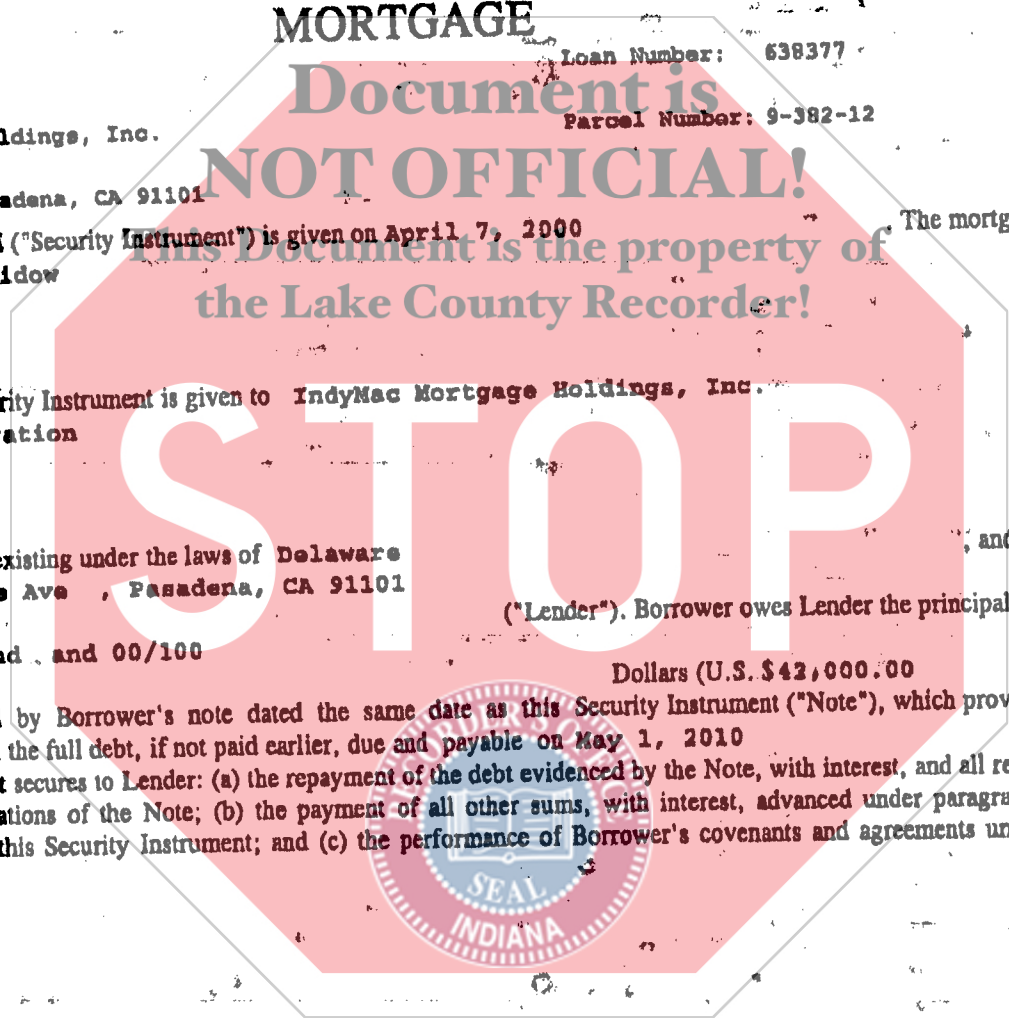 MORTGAGE
Loan Number: 638377
Document is
Parcel Number: 9-382-12
ldings, Inc.
NOT OFFICIAL!
adena, CA 91101
("Security Instrument") is given on April 7, 2000 . The mortg
This Document is the property of
idow
the Lake County Recorder!
rity Instrument is given to IndyMac Mortgage Holdings, Inc.
ration
STOP
existing under the laws of Delaware , and
Ave , Pasadena, CA 91101
("Lender"). Borrower owes Lender the principal
nd and 00/100
Dollars (U.S. $42,000.00
by Borrower's note dated the same date as this Security Instrument ("Note"), which prov
the full debt, if not paid earlier, due and payable on May 1, 2010
t secures to Lender: (a) the repayment of the debt evidenced by the Note, with interest, and all re
ations of the Note; (b) the payment of all other sums, with interest, advanced under paragra
this Security Instrument; and (c) the performance of Borrower's covenants and agreements un
RECORDER'S OFFICE
SEAL
INDIANA